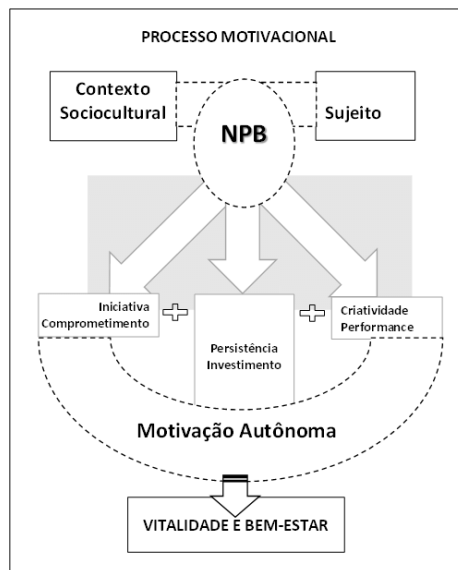 PROCESSO MOTIVACIONAL
Contexto
Sociocultural
NPB
Sujeito
Iniciativa
Comprometimento
Persistência
Investimento
Criatividade
Performance
Motivação Autônoma
VITALIDADE E BEM-ESTAR